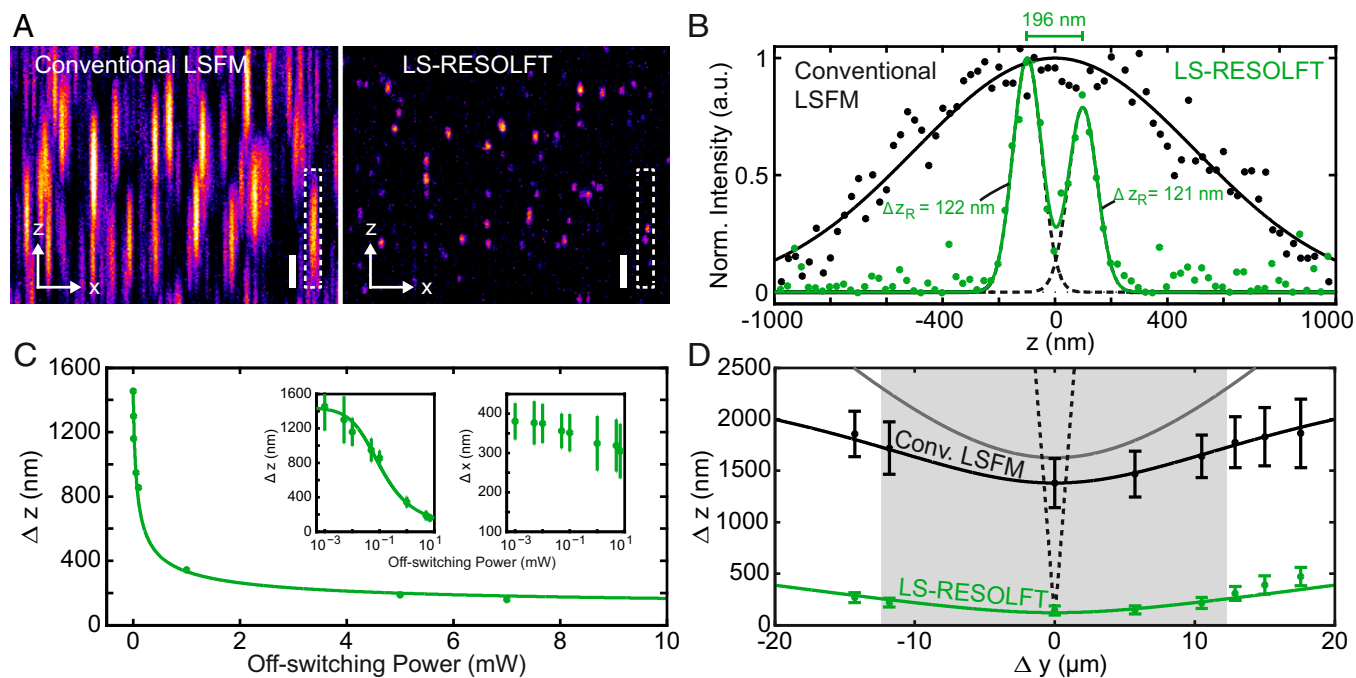 A
Conventional LSFM
LS-RESOLFT
z
x
z
x
B
196 nm
Conventional
LSFM
LS-RESOLFT
Δ z_R = 122 nm
Δ z_R = 121 nm
Norm. Intensity (a.u.)
1
0.5
0
-1000 -400 0 400 1000
z (nm)
C
Δ z (nm)
1600
1200
800
400
0
0 2 4 6 8 10
Off-switching Power (mW)
Δ z (nm)
1600
1200
800
400
0
10⁻³ 10⁻¹ 10¹
Δ x (nm)
400
300
200
100
10⁻³ 10⁻¹ 10¹
Off-switching Power (mW)
D
Δ z (nm)
2500
2000
1500
1000
500
0
Conv. LSFM
LS-RESOLFT
-20 -10 0 10 20
Δ y (μm)